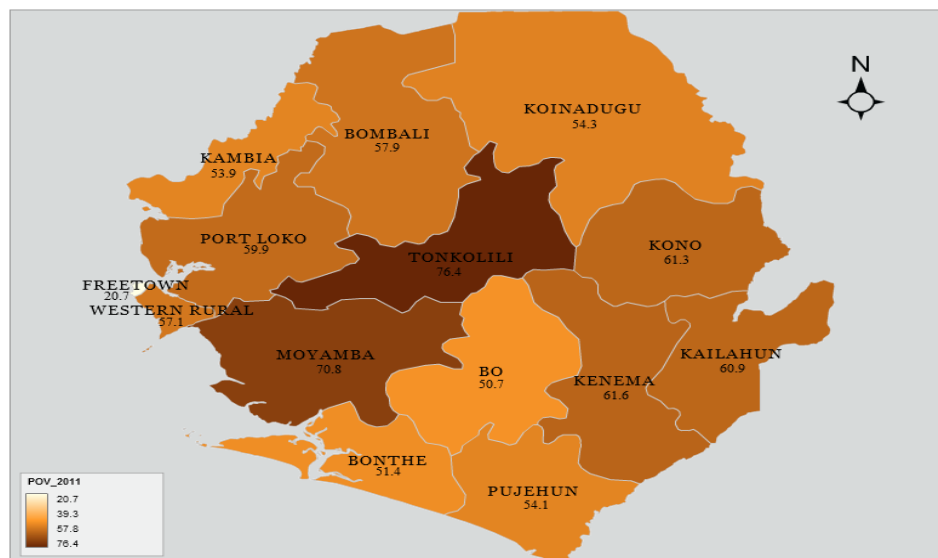 N
KOINADUGU
54.3
BOMBALI
57.9
KAMBIA
53.9
PORT LOKO
59.9
KONO
61.3
TONKOLILI
76.4
FREETOWN
20.7
WESTERN RURAL
57.1
MOYAMBA
70.8
BO
50.7
KENEMA
61.6
KAILAHUN
60.9
BONTHE
51.4
PUJEHUN
54.1
POV_2011
20.7
39.3
57.8
76.4